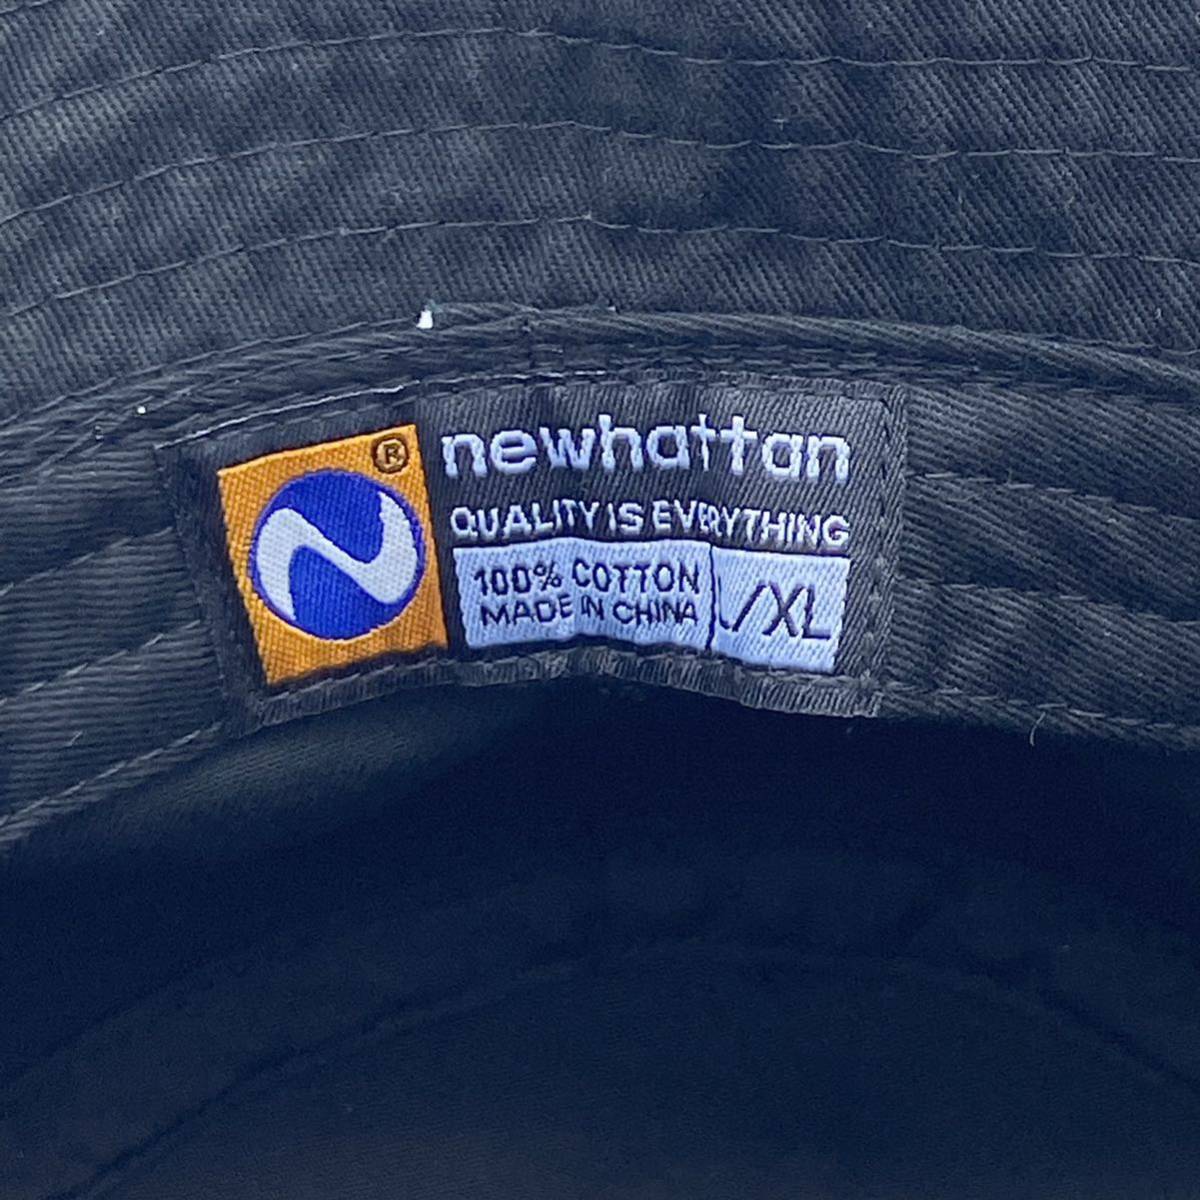 ®
newhattan
QUALITY IS EVERYTHING
100% COTTON
MADE IN CHINA
L/XL